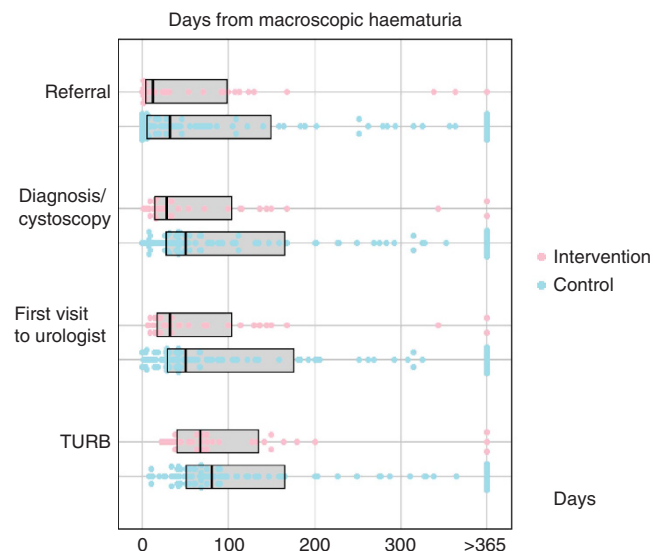 Days from macroscopic haematuria
Referral
Diagnosis/
cystoscopy
First visit
to urologist
TURB
Intervention
Control
Days
0 100 200 300 >365